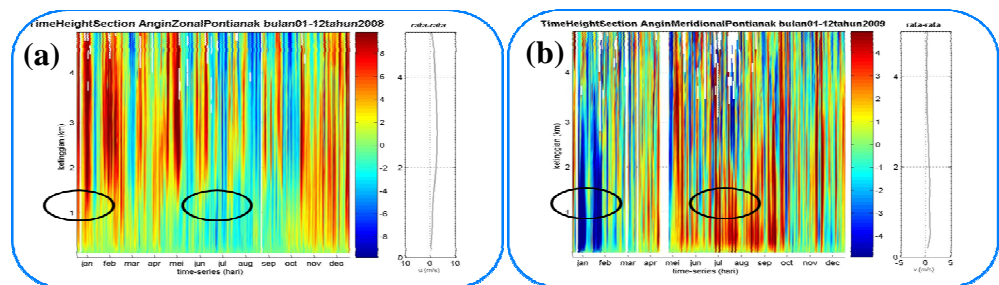 TimeHeightSection AnginZonalPontianak bulan01-12tahun2008
rata-rata
(a)
ketinggian (km)
4
3
2
1
8
6
4
2
0
-2
-4
-6
-8
4
2
0
jan feb mar apr mei jun jul aug sep oct nov dec
time-series (hari)
-10 0 10
u (m/s)
TimeHeightSection AnginMeridionalPontianak bulan01-12tahun2009
rata-rata
(b)
ketinggian (km)
4
3
2
1
4
3
2
1
0
-1
-2
-3
-4
4
2
0
jan feb mar apr mei jun jul aug sep oct nov dec
time-series (hari)
-5 0 5
v (m/s)